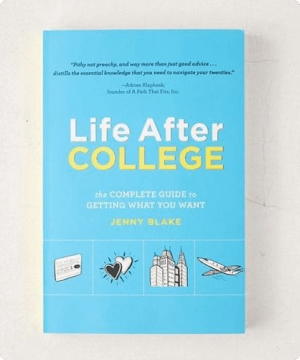 "Pithy not preachy, and way more than just good advice . . .
distills the essential knowledge that you need to navigate your twenties."
—Adrian Klaphaak,
founder of A Path That Fits, Inc.
Life After
COLLEGE
the COMPLETE GUIDE to
GETTING WHAT YOU WANT
JENNY BLAKE